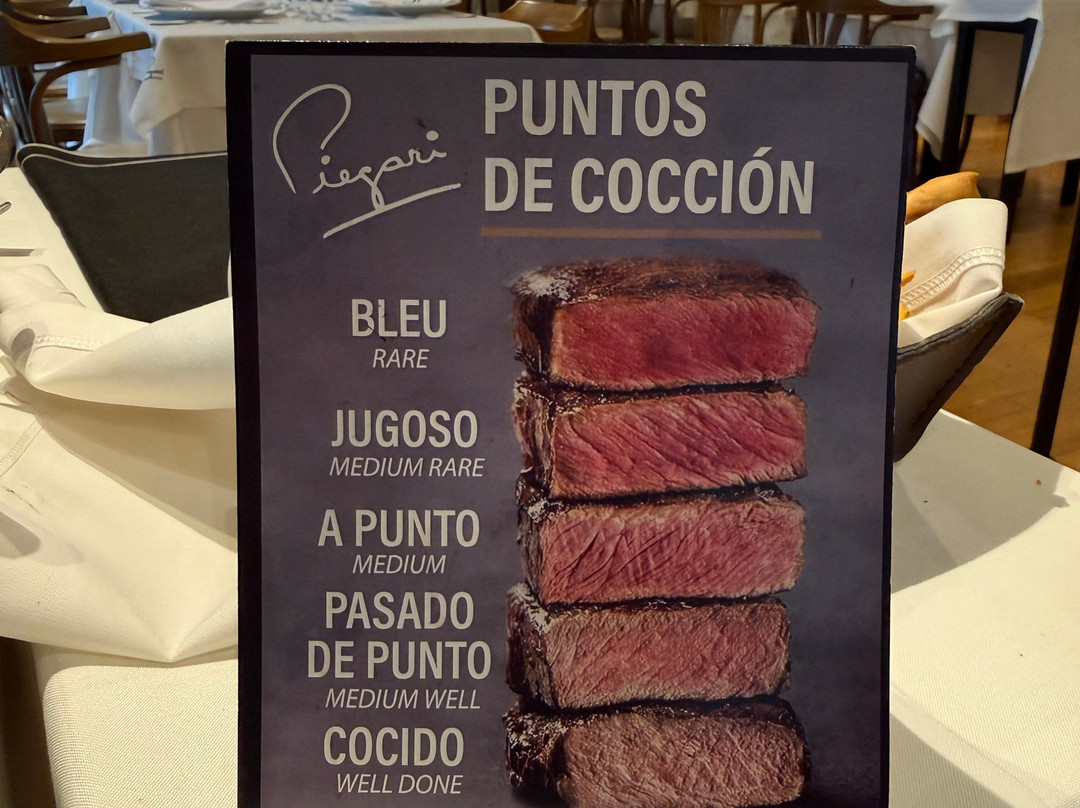 Piegari
PUNTOS
DE COCCIÓN
BLEU
RARE
JUGOSO
MEDIUM RARE
A PUNTO
MEDIUM
PASADO
DE PUNTO
MEDIUM WELL
COCIDO
WELL DONE